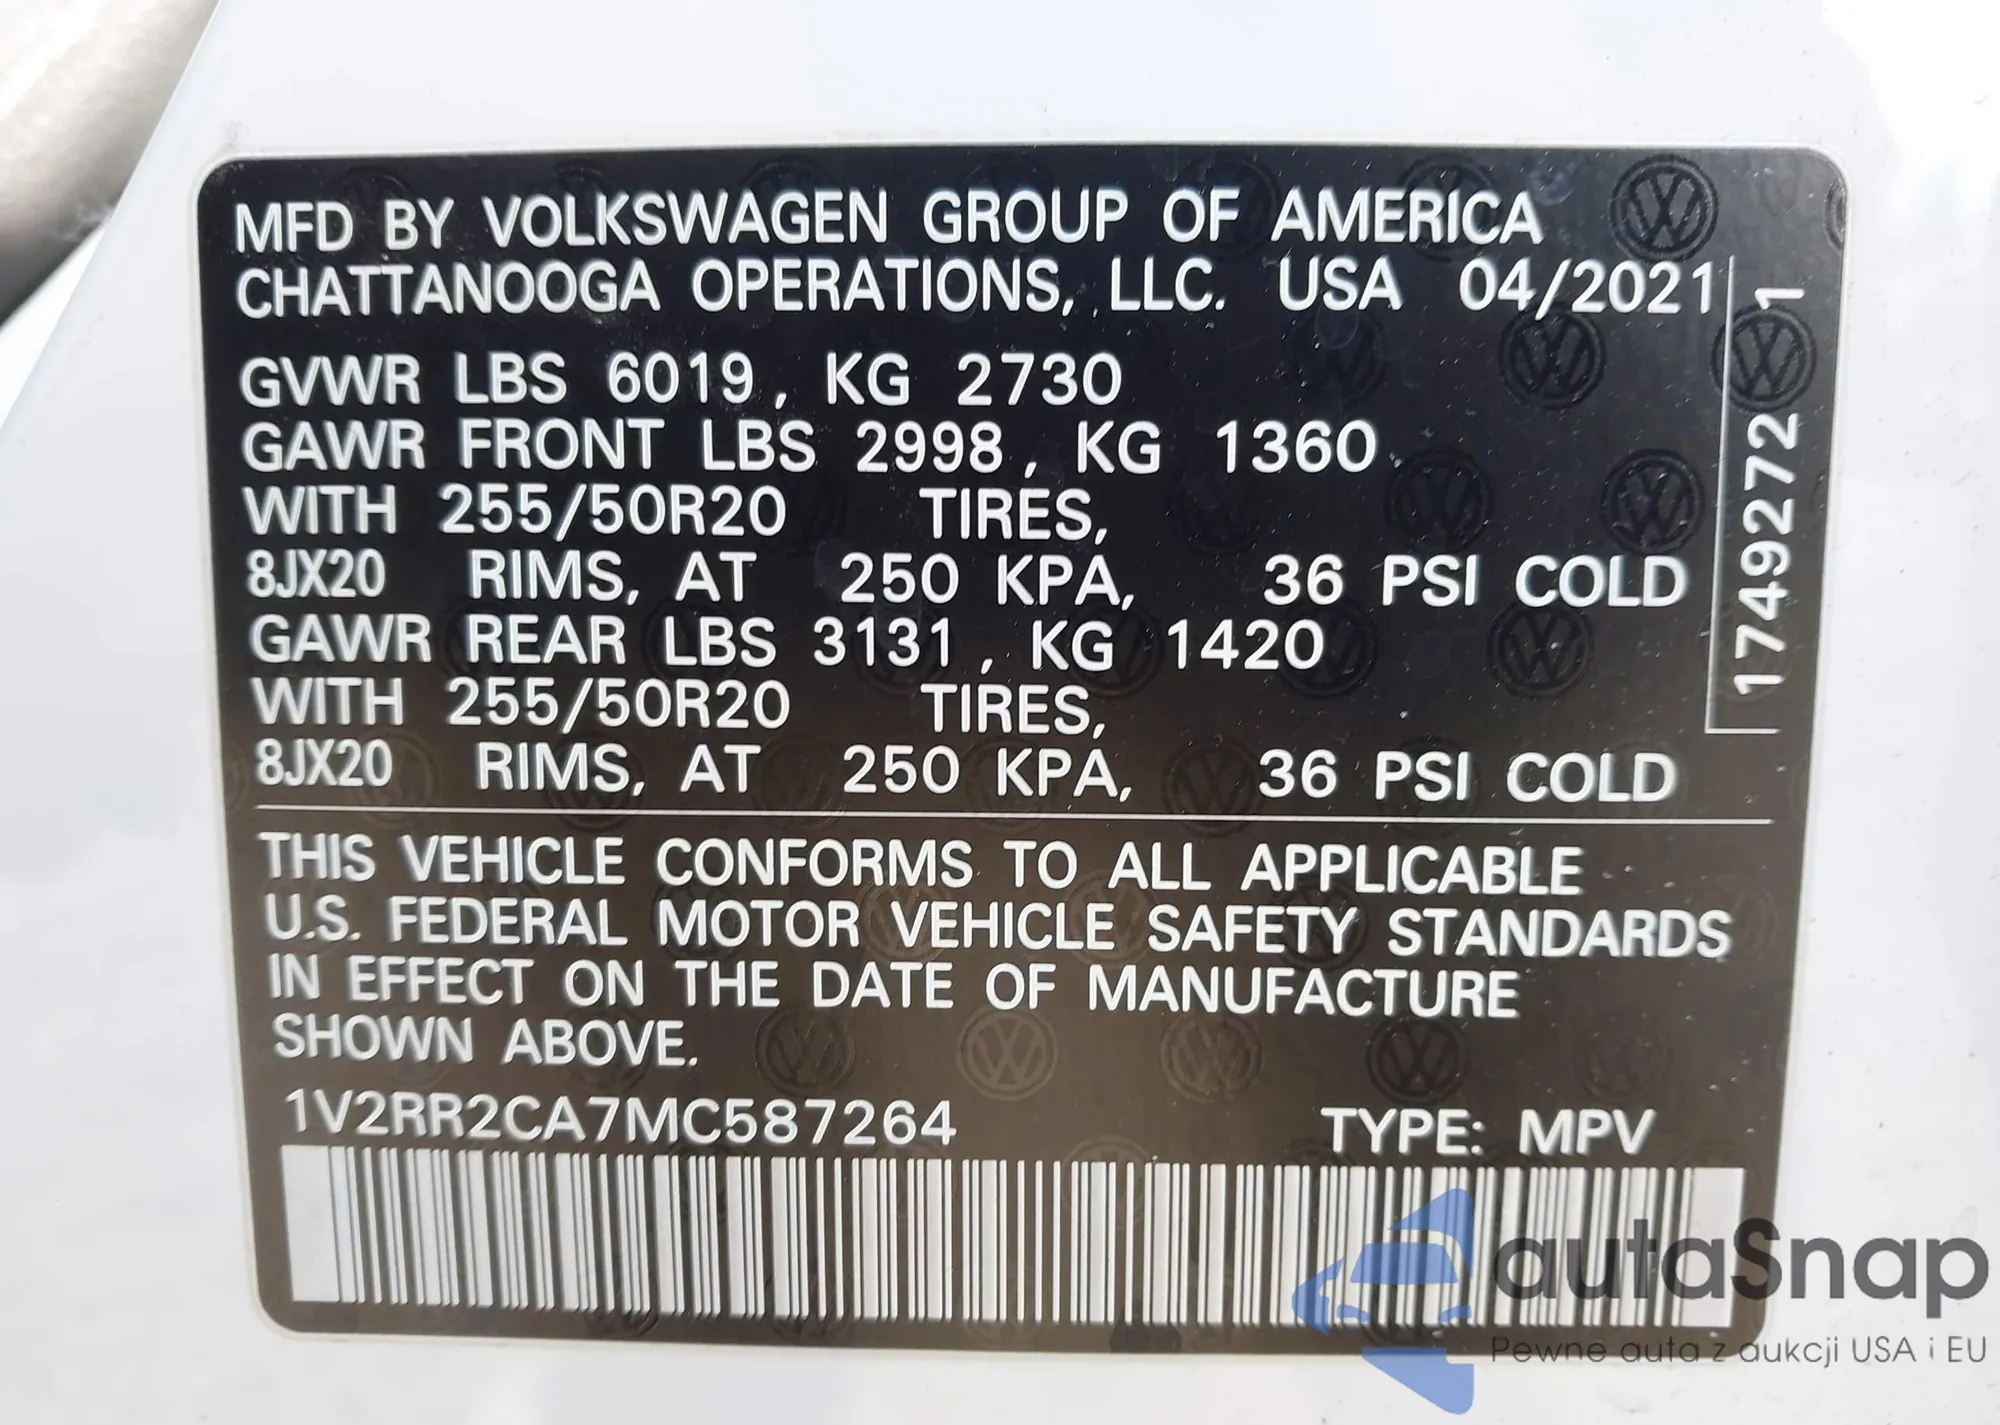 MFD BY VOLKSWAGEN GROUP OF AMERICA
CHATTANOOGA OPERATIONS, LLC. USA 04/2021
GVWR LBS 6019, KG 2730
GAWR FRONT LBS 2998, KG 1360
WITH 255/50R20 TIRES,
8JX20 RIMS, AT 250 KPA, 36 PSI COLD
GAWR REAR LBS 3131, KG 1420
WITH 255/50R20 TIRES,
8JX20 RIMS, AT 250 KPA, 36 PSI COLD
1749272 1
THIS VEHICLE CONFORMS TO ALL APPLICABLE
U.S. FEDERAL MOTOR VEHICLE SAFETY STANDARDS
IN EFFECT ON THE DATE OF MANUFACTURE
SHOWN ABOVE.
1V2RR2CA7MC587264 TYPE: MPV
autaSnap
Pewne auta z aukcji USA i EU